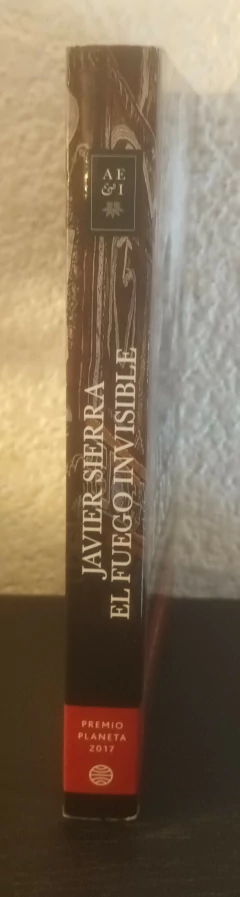 AE
&I
JAVIER SIERRA
EL FUEGO INVISIBLE
PREMIO
PLANETA
2017